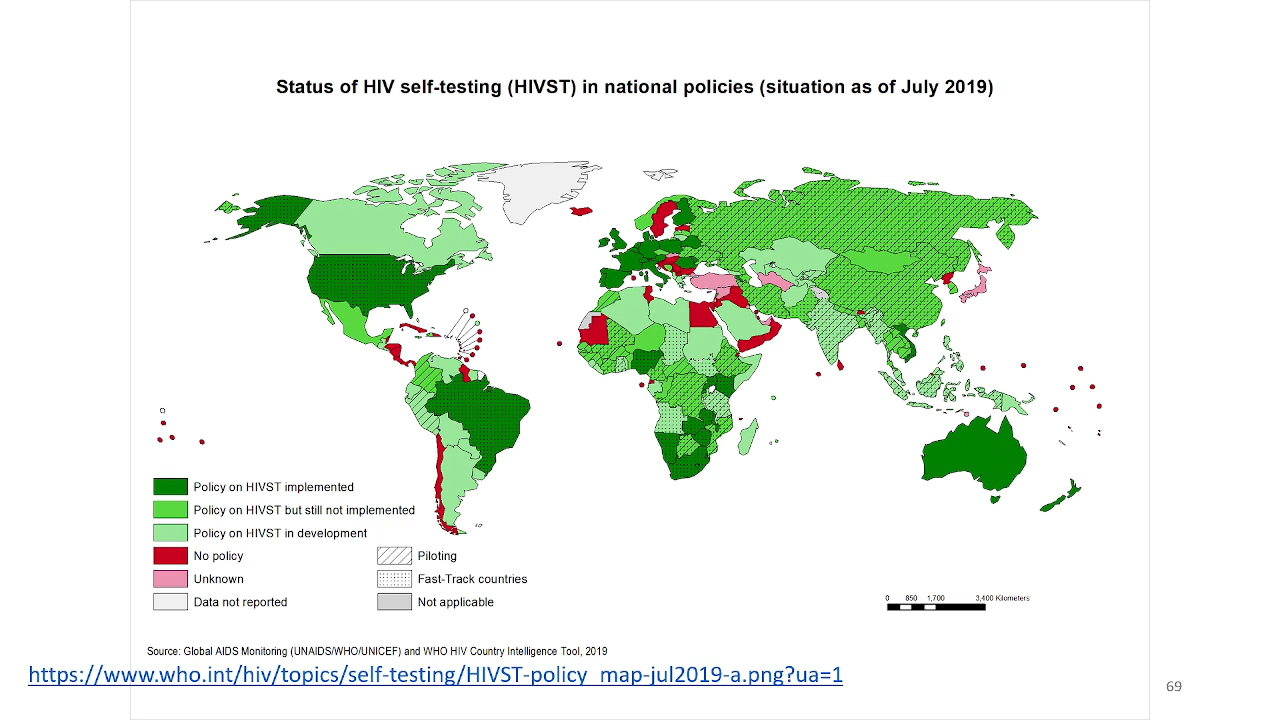 Status of HIV self-testing (HIVST) in national policies (situation as of July 2019)
Policy on HIVST implemented
Policy on HIVST but still not implemented
Policy on HIVST in development
No policy
Unknown
Data not reported
Piloting
Fast-Track countries
Not applicable
0 850 1,700 3,400 Kilometers
Source: Global AIDS Monitoring (UNAIDS/WHO/UNICEF) and WHO HIV Country Intelligence Tool, 2019
https://www.who.int/hiv/topics/self-testing/HIVST-policy_map-jul2019-a.png?ua=1
69